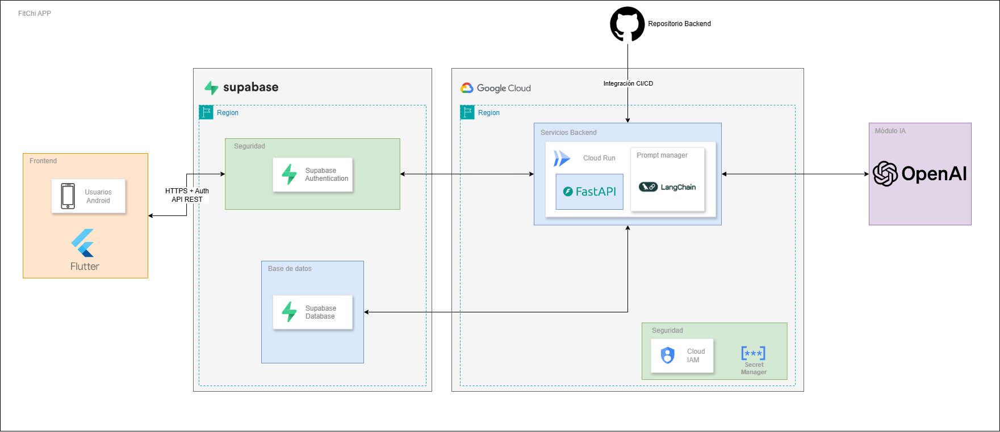 FitChi APP
Repositorio Backend
Integración CI/CD
supabase
Google Cloud
Region
Region
Seguridad
Supabase
Authentication
Servicios Backend
Cloud Run
FastAPI
Prompt manager
LangChain
Módulo IA
OpenAI
Frontend
Usuarios
Android
Flutter
HTTPS + Auth
API REST
Base de datos
Supabase
Database
Seguridad
Cloud
IAM
[***]
Secret
Manager